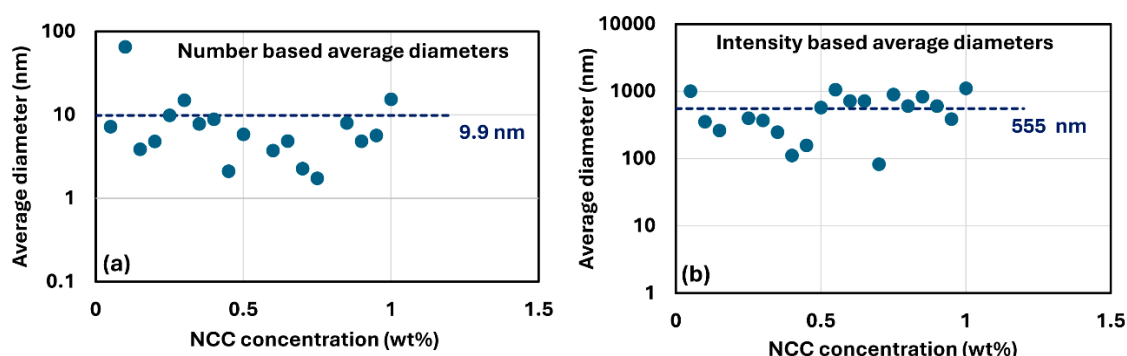 Number based average diameters
Average diameter (nm)
100
10
1
0.1
9.9 nm
(a)
0
0.5
1
1.5
NCC concentration (wt%)
Intensity based average diameters
Average diameter (nm)
10000
1000
100
10
1
555 nm
(b)
0
0.5
1
1.5
NCC concentration (wt%)